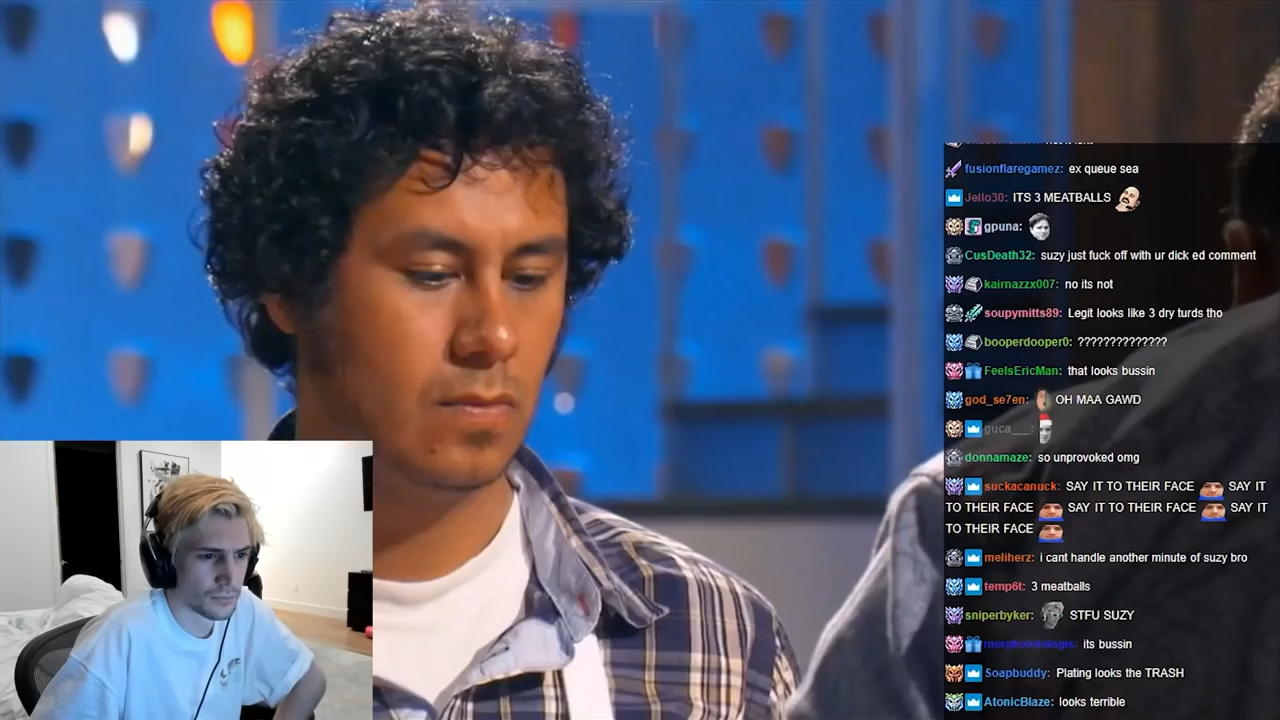 fusionflaregamez: ex queue sea
Jello30: ITS 3 MEATBALLS
gpuna:
CusDeath32: suzy just fuck off with ur dick ed comment
kairnazzx007: no its not
soupymitts89: Legit looks like 3 dry turds tho
booperdooper0: ??????????????
FeelsEricMan: that looks bussin
god_se7en: OH MAA GAWD
guca___:
donnamaze: so unprovoked omg
suckacanuck: SAY IT TO THEIR FACE SAY IT
TO THEIR FACE SAY IT TO THEIR FACE SAY IT
TO THEIR FACE
meliherz: i cant handle another minute of suzy bro
temp6t: 3 meatballs
sniperbyker: STFU SUZY
its bussin
Soapbuddy: Plating looks the TRASH
AtonicBlaze: looks terrible